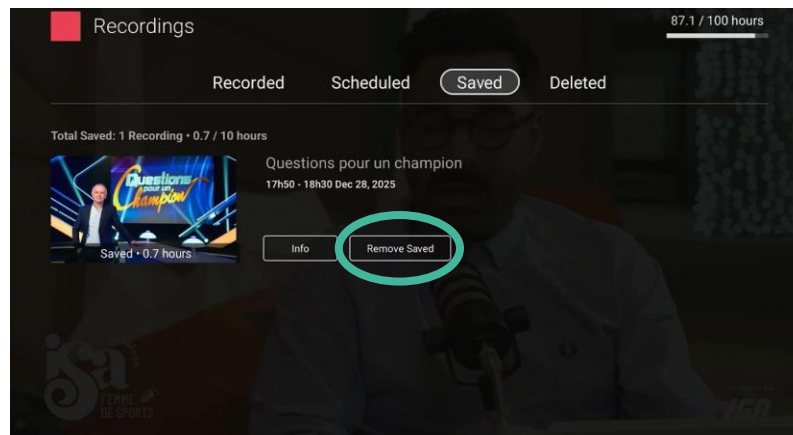 Recordings
87.1 / 100 hours
Recorded Scheduled Saved Deleted
Total Saved: 1 Recording • 0.7 / 10 hours
Questions
pour un
Champion
Saved • 0.7 hours
Questions pour un champion
17h50 - 18h30 Dec 28, 2025
Info Remove Saved
isa
FEMME
DE SPORTS
IGA